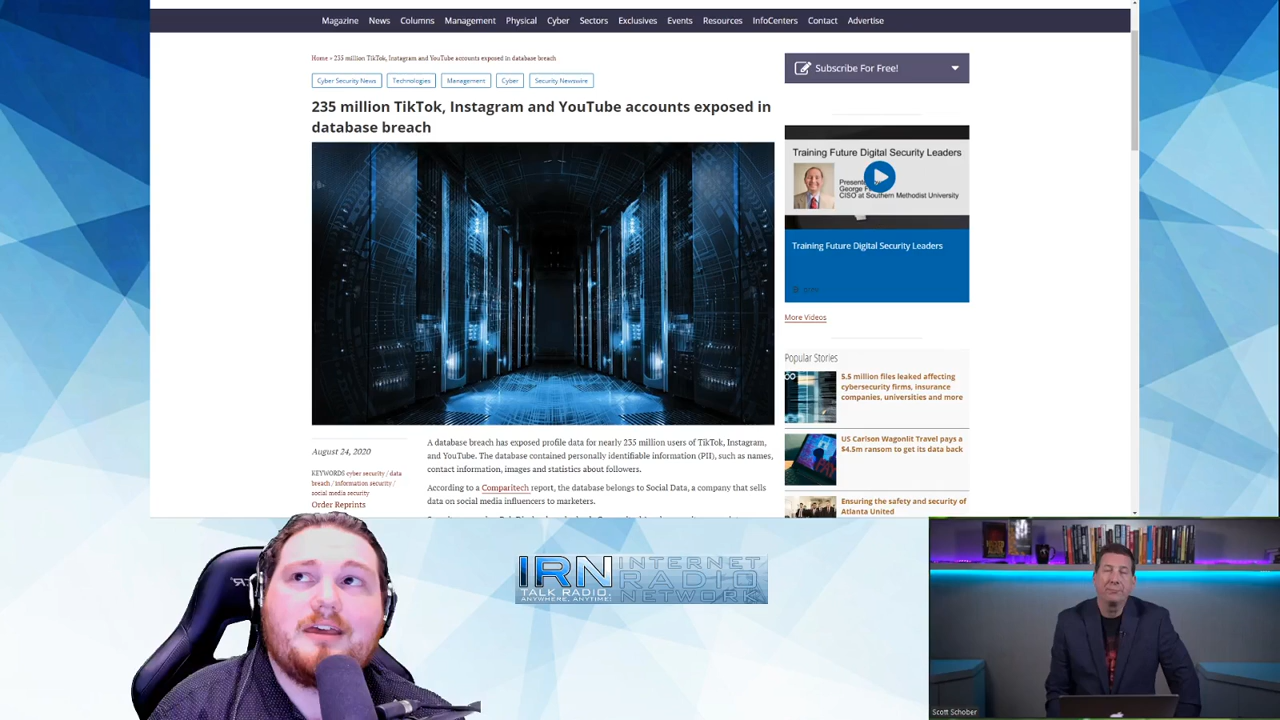 Magazine News Columns Management Physical Cyber Sectors Exclusives Events Resources InfoCenters Contact Advertise
Home » 235 million TikTok, Instagram and YouTube accounts exposed in database breach
Cyber Security News Technologies Management Cyber Security Newswire
235 million TikTok, Instagram and YouTube accounts exposed in
database breach
August 24, 2020
KEYWORDS cyber security / data
breach / information security /
social media security
Order Reprints
A database breach has exposed profile data for nearly 235 million users of TikTok, Instagram,
and YouTube. The database contained personally identifiable information (PII), such as names,
contact information, images and statistics about followers.
According to a Comparitech report, the database belongs to Social Data, a company that sells
data on social media influencers to marketers.
Subscribe For Free!
Training Future Digital Security Leaders
George
CISO at Southern Methodist University
Training Future Digital Security Leaders
More Videos
Popular Stories
5.5 million files leaked affecting
cybersecurity firms, insurance
companies, universities and more
US Carlson Wagonlit Travel pays a
$4.5m ransom to get its data back
Ensuring the safety and security of
Atlanta United
IRN INTERNET
RADIO
TALK RADIO.
ANYWHERE, ANYTIME.
NETWORK
Scott Schober